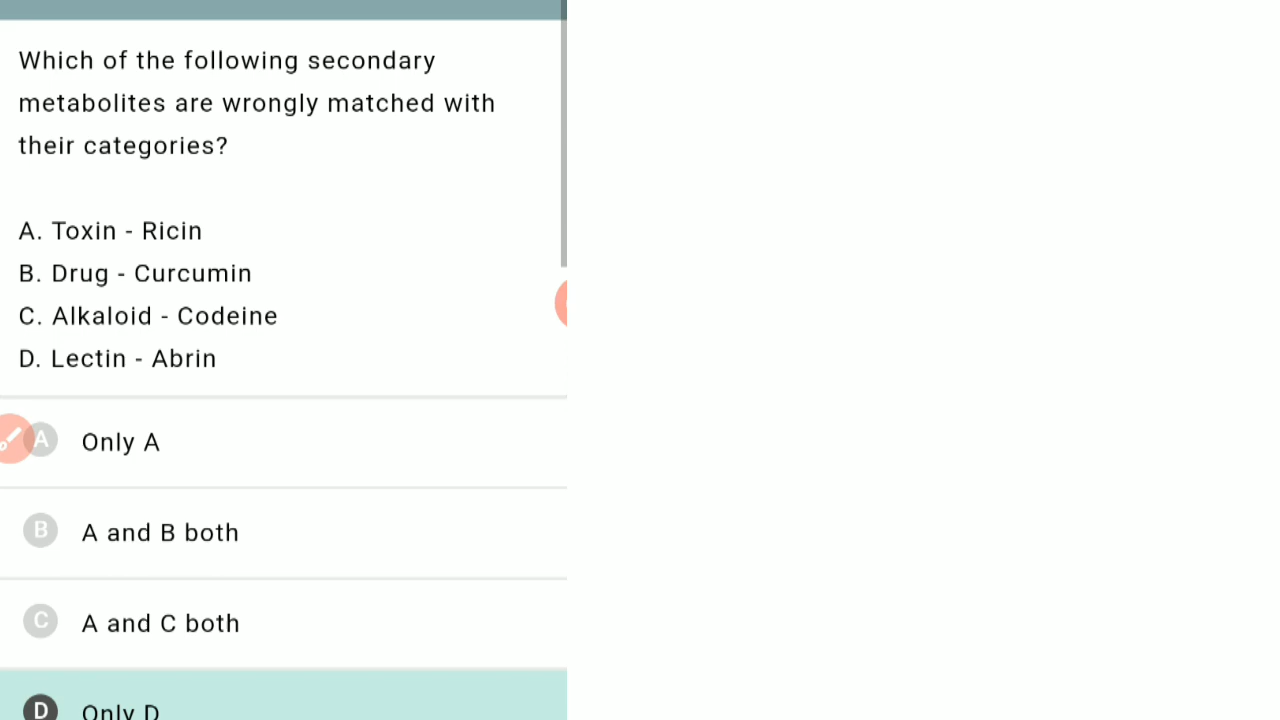 Which of the following secondary
metabolites are wrongly matched with
their categories?
A. Toxin - Ricin
B. Drug - Curcumin
C. Alkaloid - Codeine
D. Lectin - Abrin
A Only A
B A and B both
C A and C both
D Only D